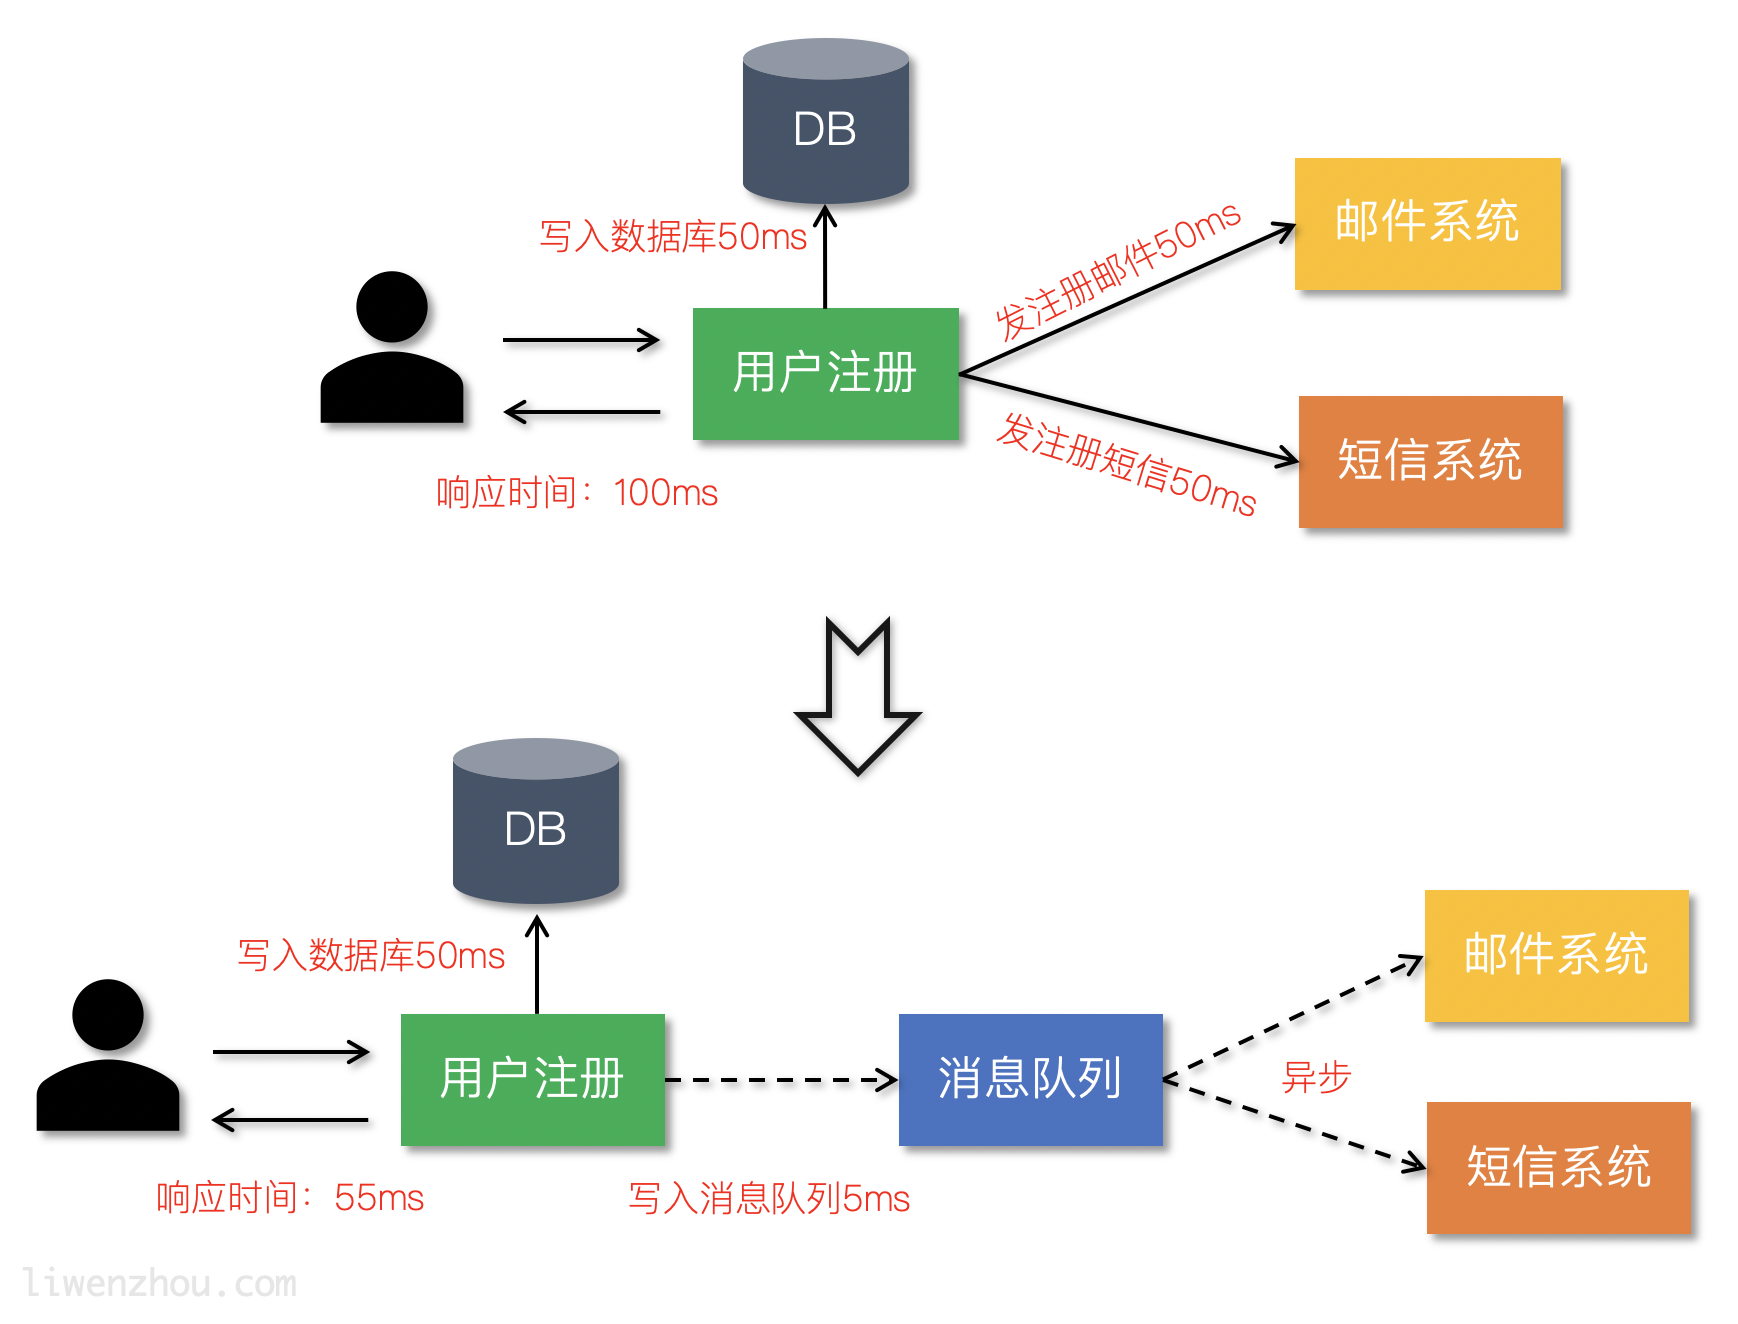 DB
写入数据库50ms
发注册邮件50ms
邮件系统
用户注册
发注册短信50ms
短信系统
响应时间：100ms
DB
写入数据库50ms
邮件系统
用户注册
消息队列
异步
短信系统
响应时间：55ms
写入消息队列5ms
liwenzhou.com